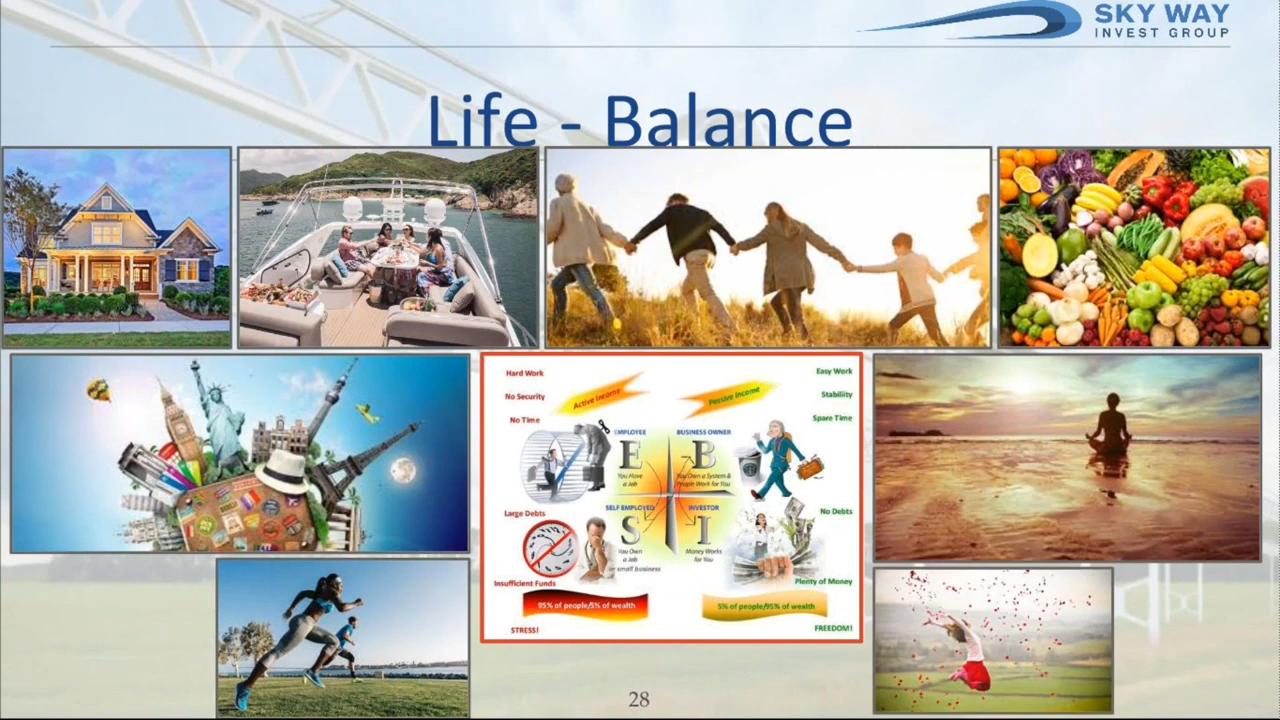 SKY WAY
INVEST GROUP
Life - Balance
Hard Work
No Security
No Time
Active Income
Passive Income
Easy Work
Stability
Spare Time
EMPLOYEE
E
You Have
a Job
BUSINESS OWNER
B
You Own a System &
People Work for You
SELF EMPLOYED
S
You Own
a Job
or small business
INVESTOR
I
Money Works
for You
Large Debts
No Debts
Insufficient Funds
Plenty of Money
95% of people/5% of wealth
5% of people/95% of wealth
STRESS!
FREEDOM!
28